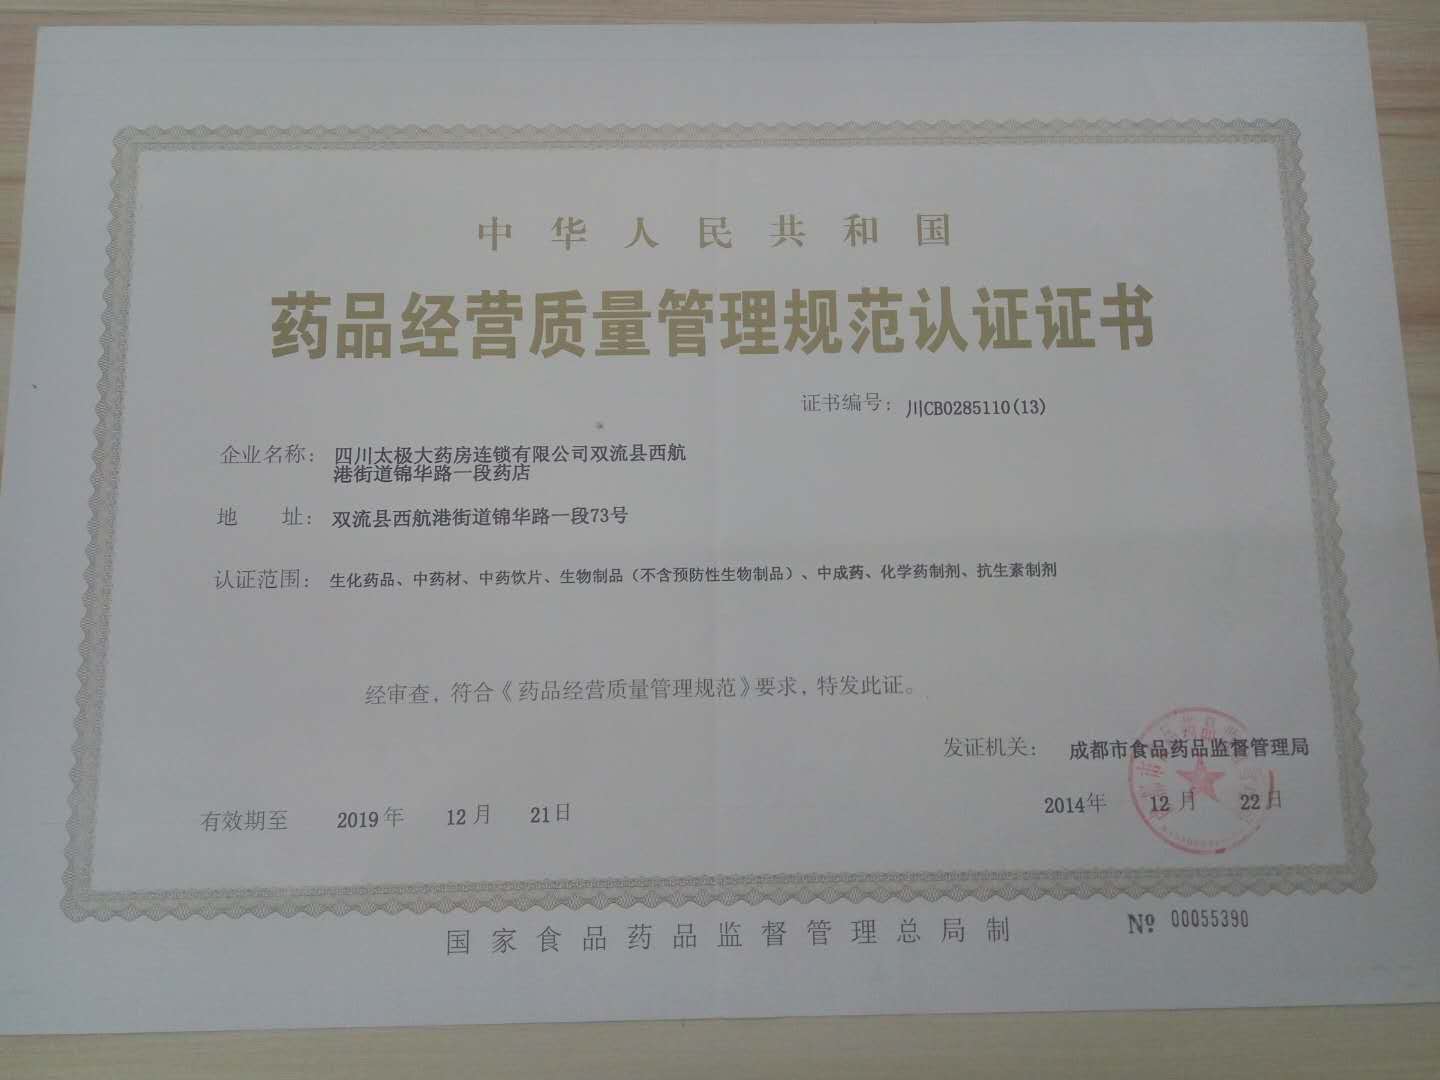 中华人民共和国
药品经营质量管理规范认证证书
证书编号：川CB0285110(13)
企业名称：四川太极大药房连锁有限公司双流县西航
港街道锦华路一段药店
地 址：双流县西航港街道锦华路一段73号
认证范围：生化药品、中药材、中药饮片、生物制品（不含预防性生物制品）、中成药、化学药制剂、抗生素制剂
经审查，符合《药品经营质量管理规范》要求，特发此证。
发证机关：成都市食品药品监督管理局
有效期至 2019年 12月 21日
2014年 12月 22日
国家食品药品监督管理总局制
№ 00055390